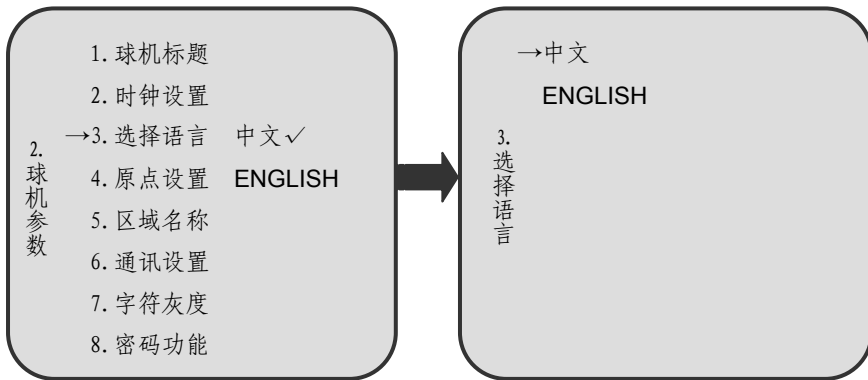 2.球机参数
1.球机标题
2.时钟设置
→3.选择语言 中文✓
4.原点设置 ENGLISH
5.区域名称
6.通讯设置
7.字符灰度
8.密码功能
3.选择语言
→中文
ENGLISH